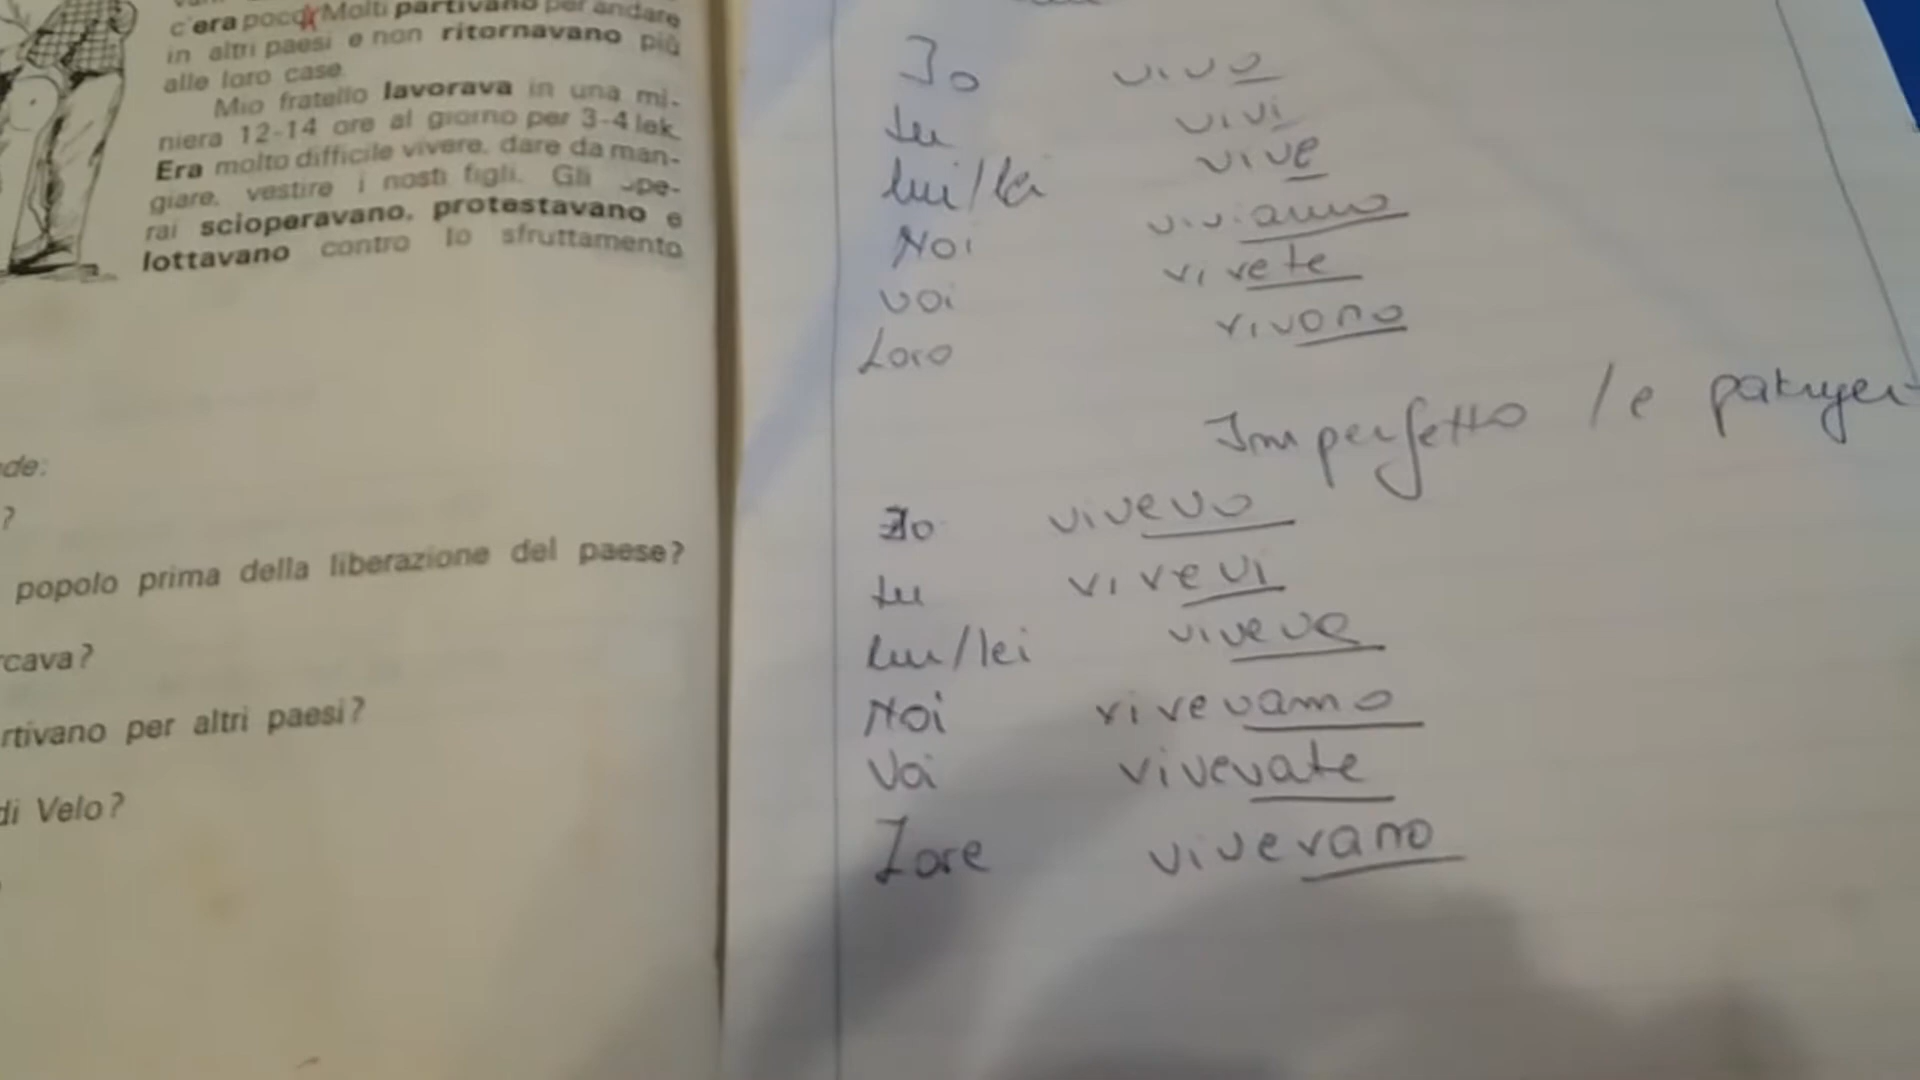 c'era poco. Molti partivano per andare
in altri paesi e non ritornavano più
alle loro case.
Mio fratello lavorava in una mi-
niera 12-14 ore al giorno per 3-4 lek.
Era molto difficile vivere, dare da man-
giare, vestire i nosti figli. Gli ope-
rai scioperavano, protestavano e
lottavano contro lo sfruttamento
de:
?
popolo prima della liberazione del paese?
rcava?
rtivano per altri paesi?
di Velo?
Io vivo
tu vivi
lui/lei vive
Noi viviamo
voi vivete
Loro vivono
Imperfetto / e pakryer
Io vivevo
tu vivevi
lui/lei viveva
Noi vivevamo
Voi vivevate
Lore vivevano